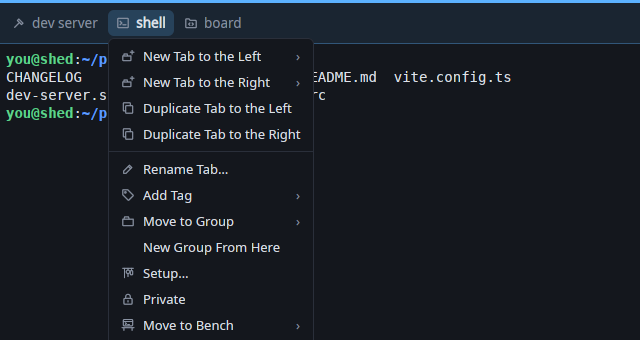 dev server shell board
you@shed:~/p
CHANGELOG EADME.md vite.config.ts
dev-server.s rc
you@shed:~/p
New Tab to the Left
New Tab to the Right
Duplicate Tab to the Left
Duplicate Tab to the Right
Rename Tab...
Add Tag
Move to Group
New Group From Here
Setup...
Private
Move to Bench